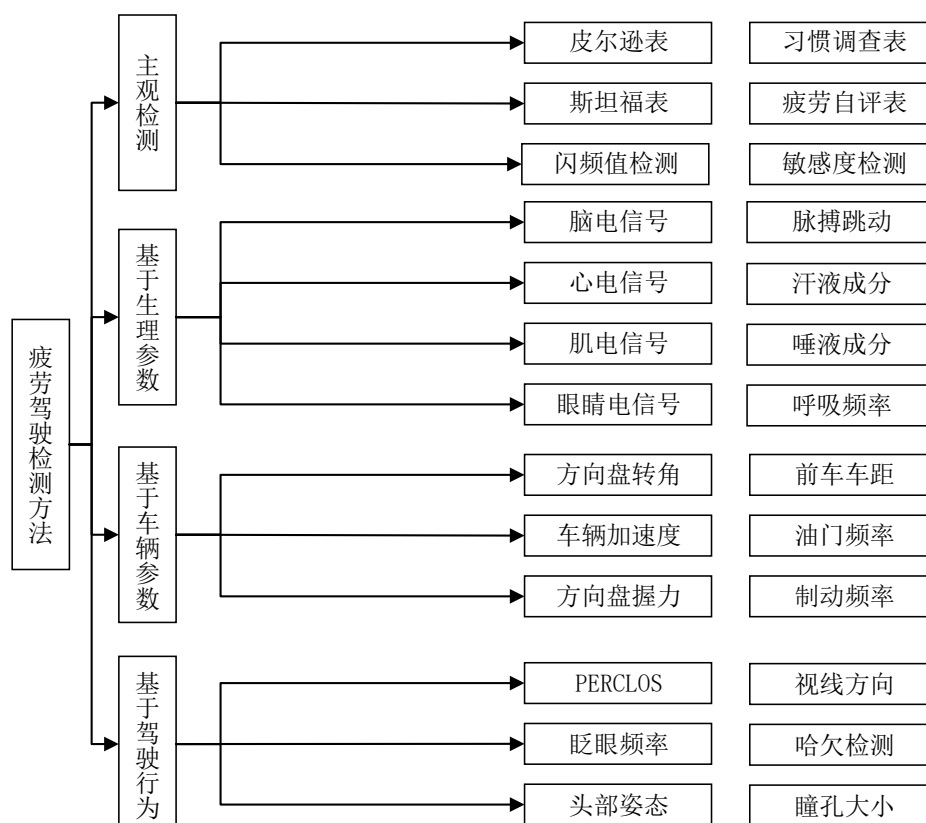 疲劳驾驶检测方法
主观检测
皮尔逊表
习惯调查表
斯坦福表
疲劳自评表
闪频值检测
敏感度检测
基于生理参数
脑电信号
脉搏跳动
心电信号
汗液成分
肌电信号
唾液成分
眼睛电信号
呼吸频率
基于车辆参数
方向盘转角
前车车距
车辆加速度
油门频率
方向盘握力
制动频率
基于驾驶行为
PERCLOS
视线方向
眨眼频率
哈欠检测
头部姿态
瞳孔大小